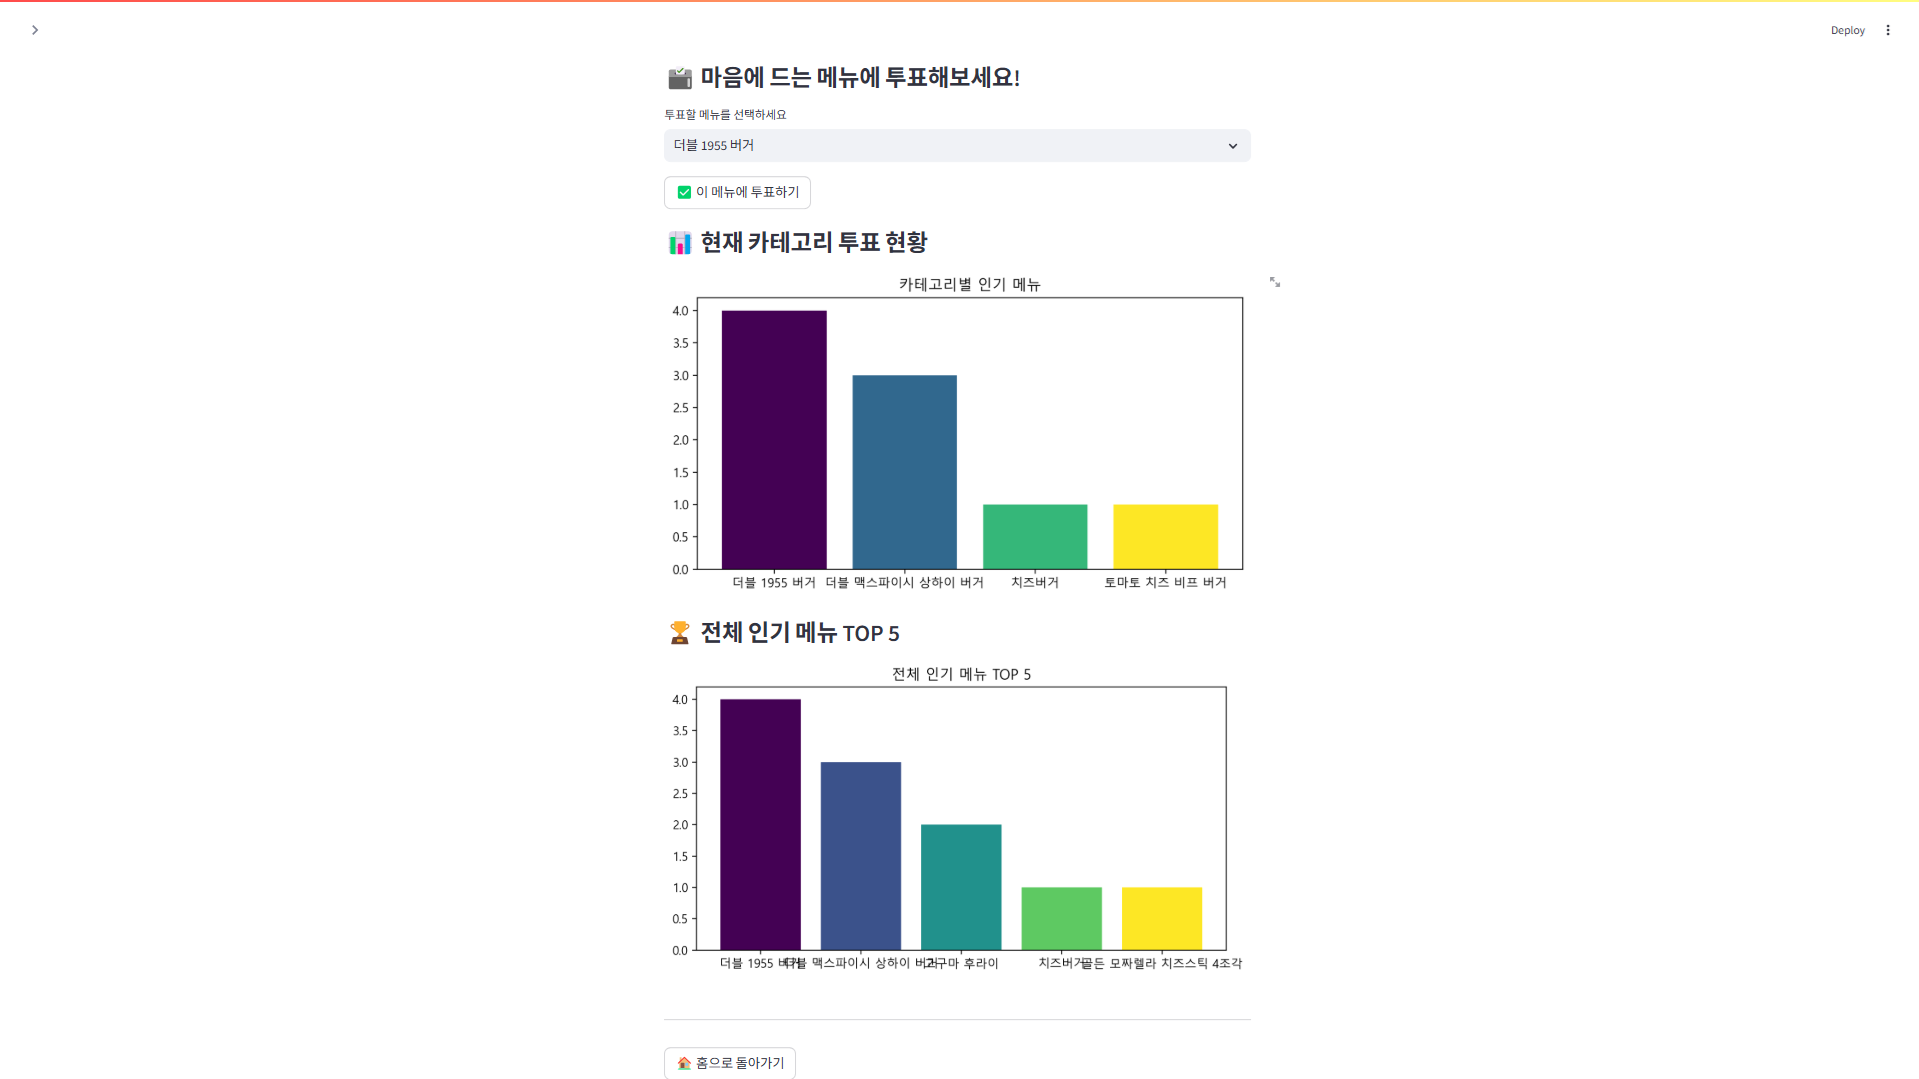 Deploy
마음에 드는 메뉴에 투표해보세요!
투표할 메뉴를 선택하세요
더블 1955 버거
이 메뉴에 투표하기
현재 카테고리 투표 현황
카테고리별 인기 메뉴
4.0
3.5
3.0
2.5
2.0
1.5
1.0
0.5
0.0
더블 1955 버거 더블 맥스파이시 상하이 버거 치즈버거 토마토 치즈 비프 버거
전체 인기 메뉴 TOP 5
전체 인기 메뉴 TOP 5
4.0
3.5
3.0
2.5
2.0
1.5
1.0
0.5
0.0
더블 1955 버거 더블 맥스파이시 상하이 버거 고구마 후라이 치즈버거 골든 모짜렐라 치즈스틱 4조각
홈으로 돌아가기